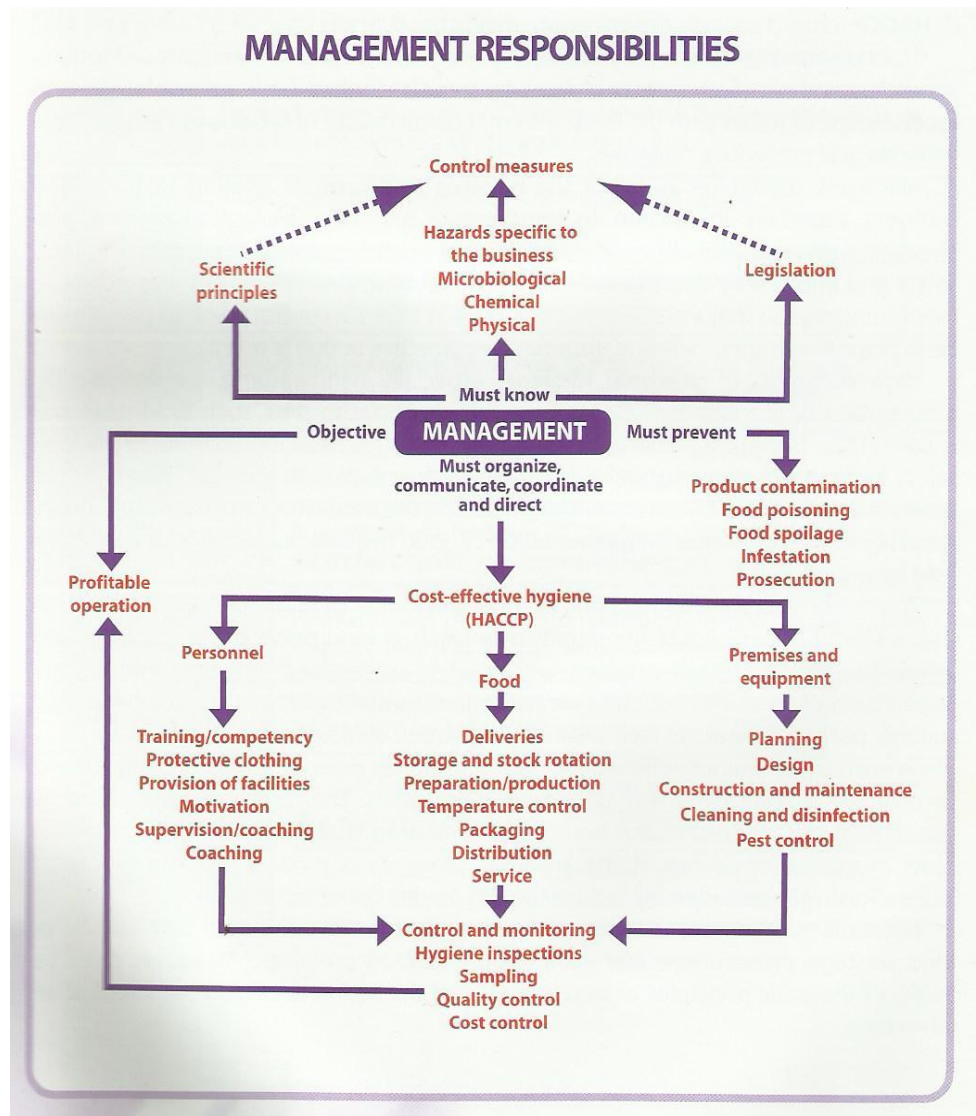 MANAGEMENT RESPONSIBILITIES
Control measures
Hazards specific to
the business
Microbiological
Chemical
Physical
Scientific
principles
Legislation
Must know
Objective
MANAGEMENT
Must prevent
Must organize,
communicate, coordinate
and direct
Product contamination
Food poisoning
Food spoilage
Infestation
Prosecution
Profitable
operation
Cost-effective hygiene
(HACCP)
Personnel
Food
Premises and
equipment
Training/competency
Protective clothing
Provision of facilities
Motivation
Supervision/coaching
Coaching
Deliveries
Storage and stock rotation
Preparation/production
Temperature control
Packaging
Distribution
Service
Planning
Design
Construction and maintenance
Cleaning and disinfection
Pest control
Control and monitoring
Hygiene inspections
Sampling
Quality control
Cost control